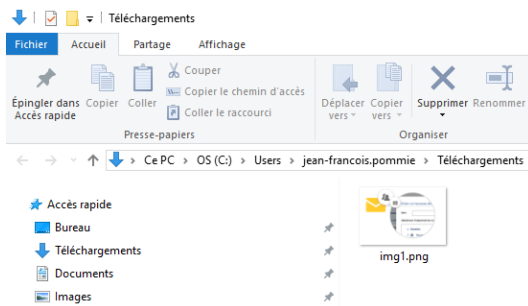 Téléchargements
Fichier Accueil Partage Affichage
Épingler dans Accès rapide
Copier
Coller
Couper
Copier le chemin d'accès
Coller le raccourci
Déplacer vers
Copier vers
Supprimer
Renommer
Presse-papiers
Organiser
Ce PC > OS (C:) > Users > jean-francois.pommie > Téléchargements
Accès rapide
Bureau
Téléchargements
Documents
Images
img1.png